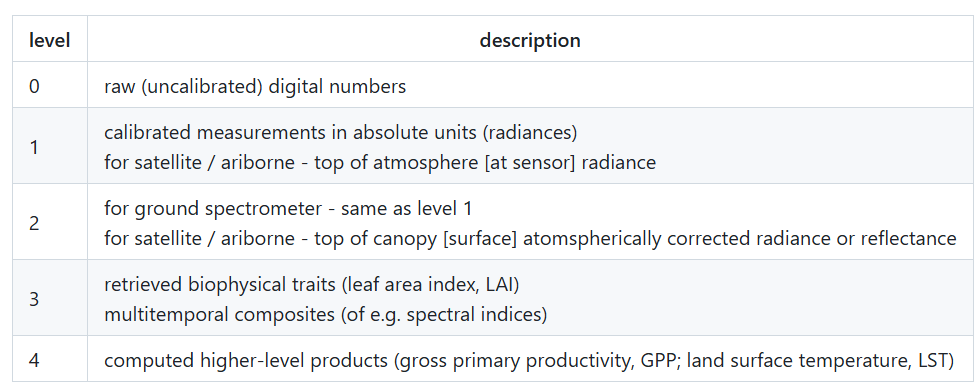 level description
0 raw (uncalibrated) digital numbers
1 calibrated measurements in absolute units (radiances)
for satellite / ariborne - top of atmosphere [at sensor] radiance
2 for ground spectrometer - same as level 1
for satellite / ariborne - top of canopy [surface] atomspherically corrected radiance or reflectance
3 retrieved biophysical traits (leaf area index, LAI)
multitemporal composites (of e.g. spectral indices)
4 computed higher-level products (gross primary productivity, GPP; land surface temperature, LST)